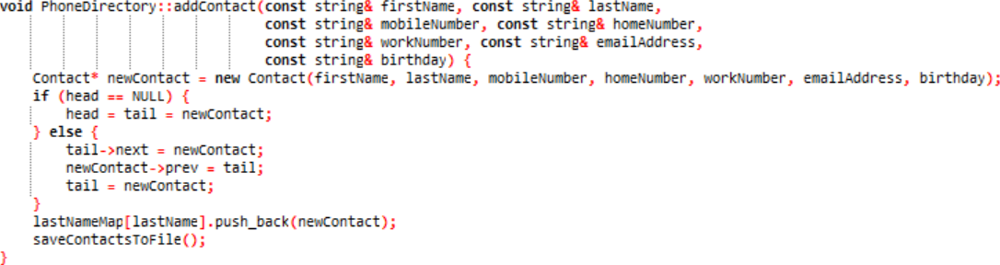 void PhoneDirectory::addContact(const string& firstName, const string& lastName,
                                const string& mobileNumber, const string& homeNumber,
                                const string& workNumber, const string& emailAddress,
                                const string& birthday) {
    Contact* newContact = new Contact(firstName, lastName, mobileNumber, homeNumber, workNumber, emailAddress, birthday);
    if (head == NULL) {
        head = tail = newContact;
    } else {
        tail->next = newContact;
        newContact->prev = tail;
        tail = newContact;
    }
    lastNameMap[lastName].push_back(newContact);
    saveContactsToFile();
}